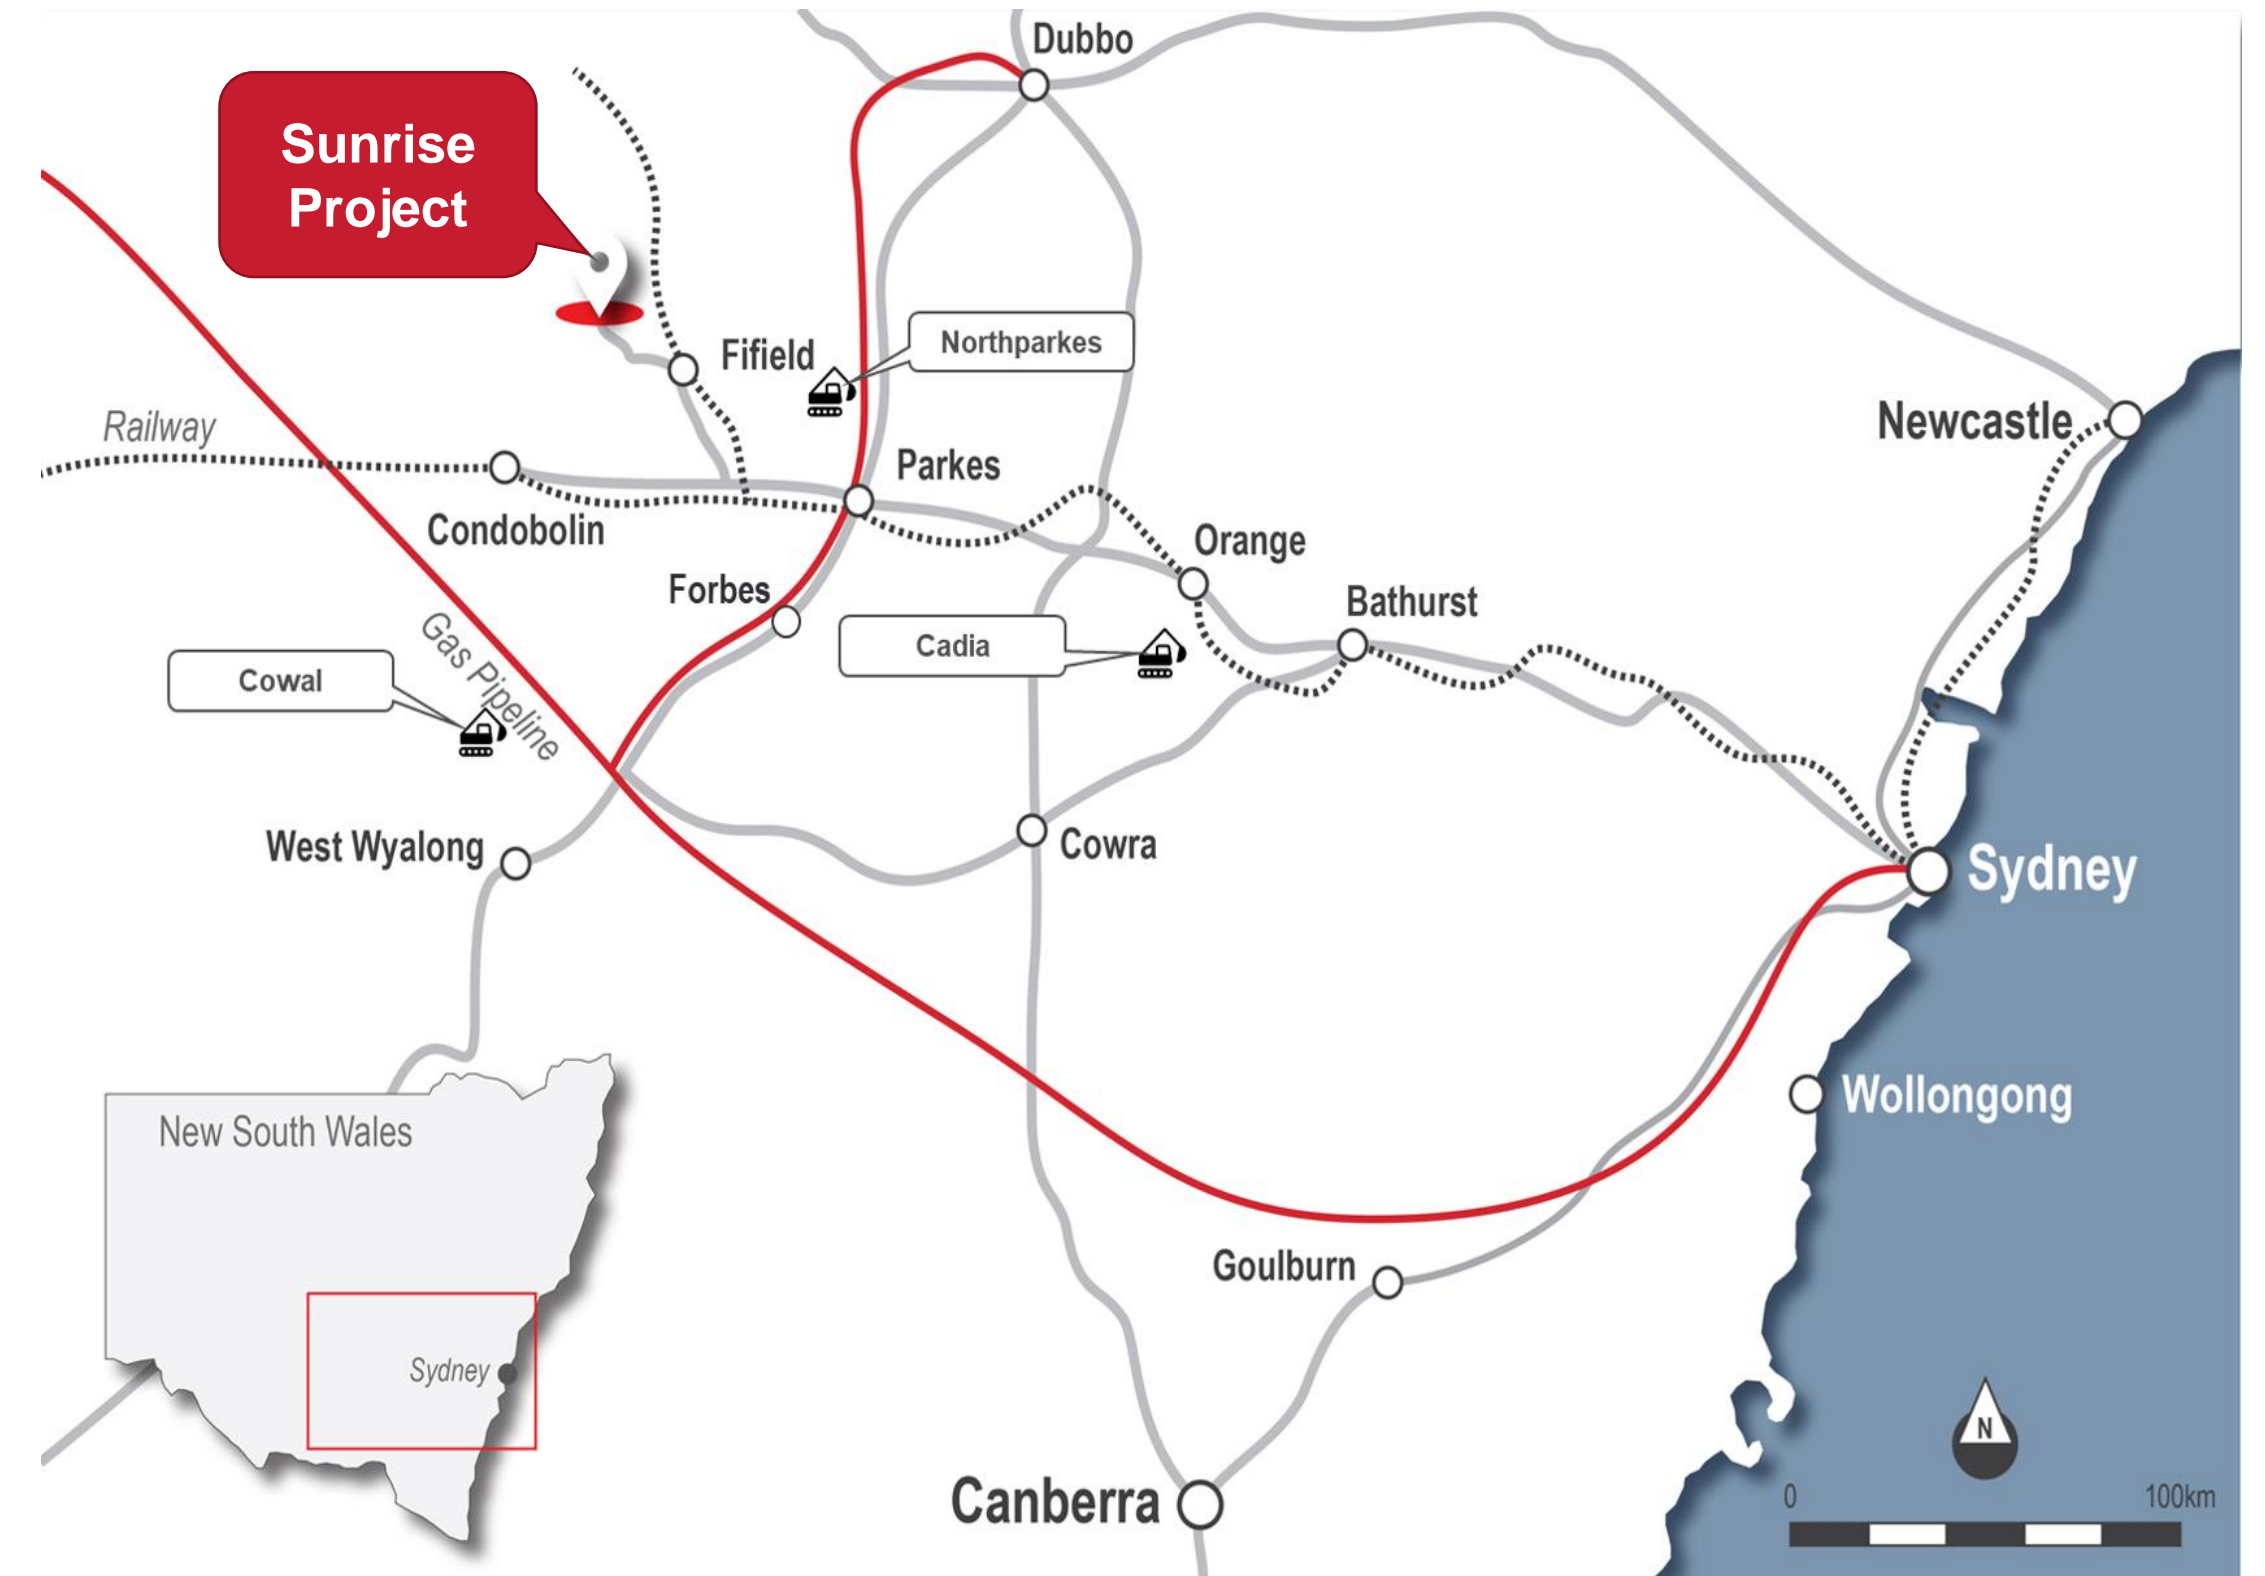 Dubbo
Sunrise
Project
Fifield
Northparkes
Railway
Newcastle
Parkes
Condobolin
Orange
Forbes
Bathurst
Gas Pipeline
Cadia
Cowal
West Wyalong
Cowra
Sydney
Wollongong
New South Wales
Goulburn
Sydney
N
Canberra
0
100km